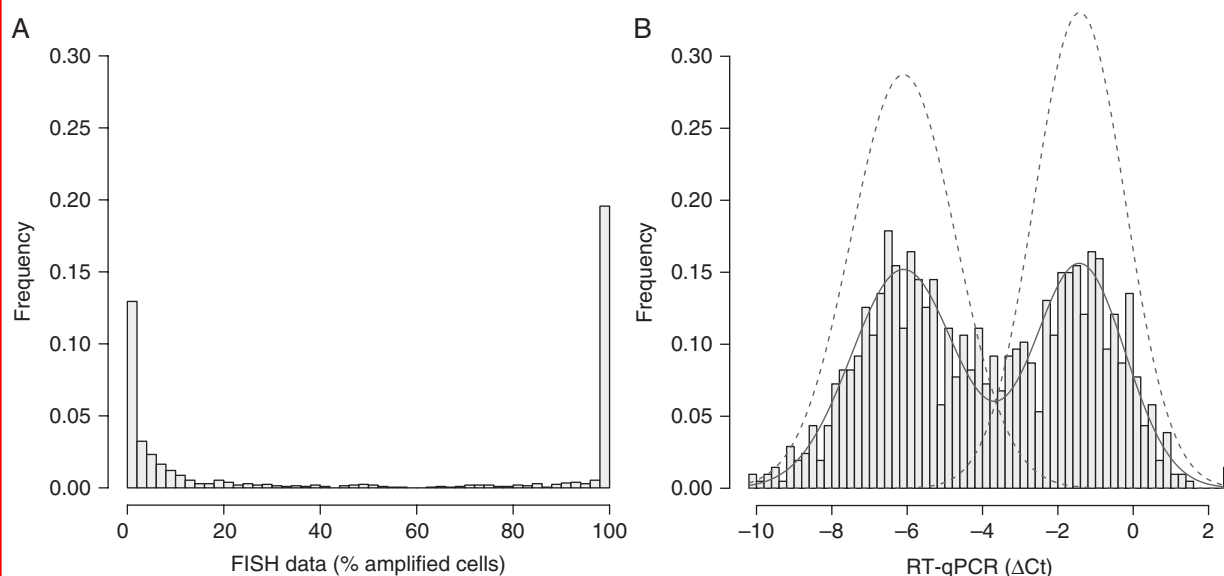 A
0.30
0.25
0.20
0.15
0.10
0.05
0.00
Frequency
0 20 40 60 80 100
FISH data (% amplified cells)
B
0.30
0.25
0.20
0.15
0.10
0.05
0.00
Frequency
–10 –8 –6 –4 –2 0 2
RT-qPCR (ΔCt)